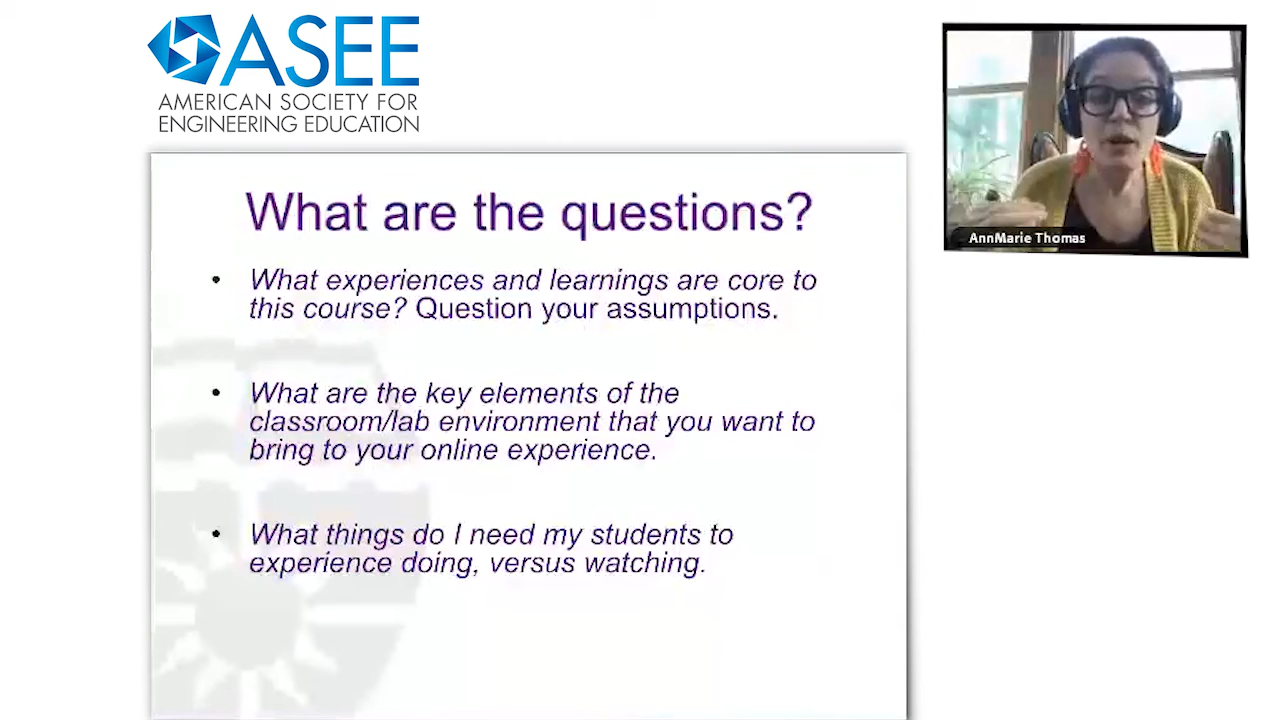 ASEE
AMERICAN SOCIETY FOR
ENGINEERING EDUCATION
AnnMarie Thomas
What are the questions?
• What experiences and learnings are core to
this course? Question your assumptions.
• What are the key elements of the
classroom/lab environment that you want to
bring to your online experience.
• What things do I need my students to
experience doing, versus watching.